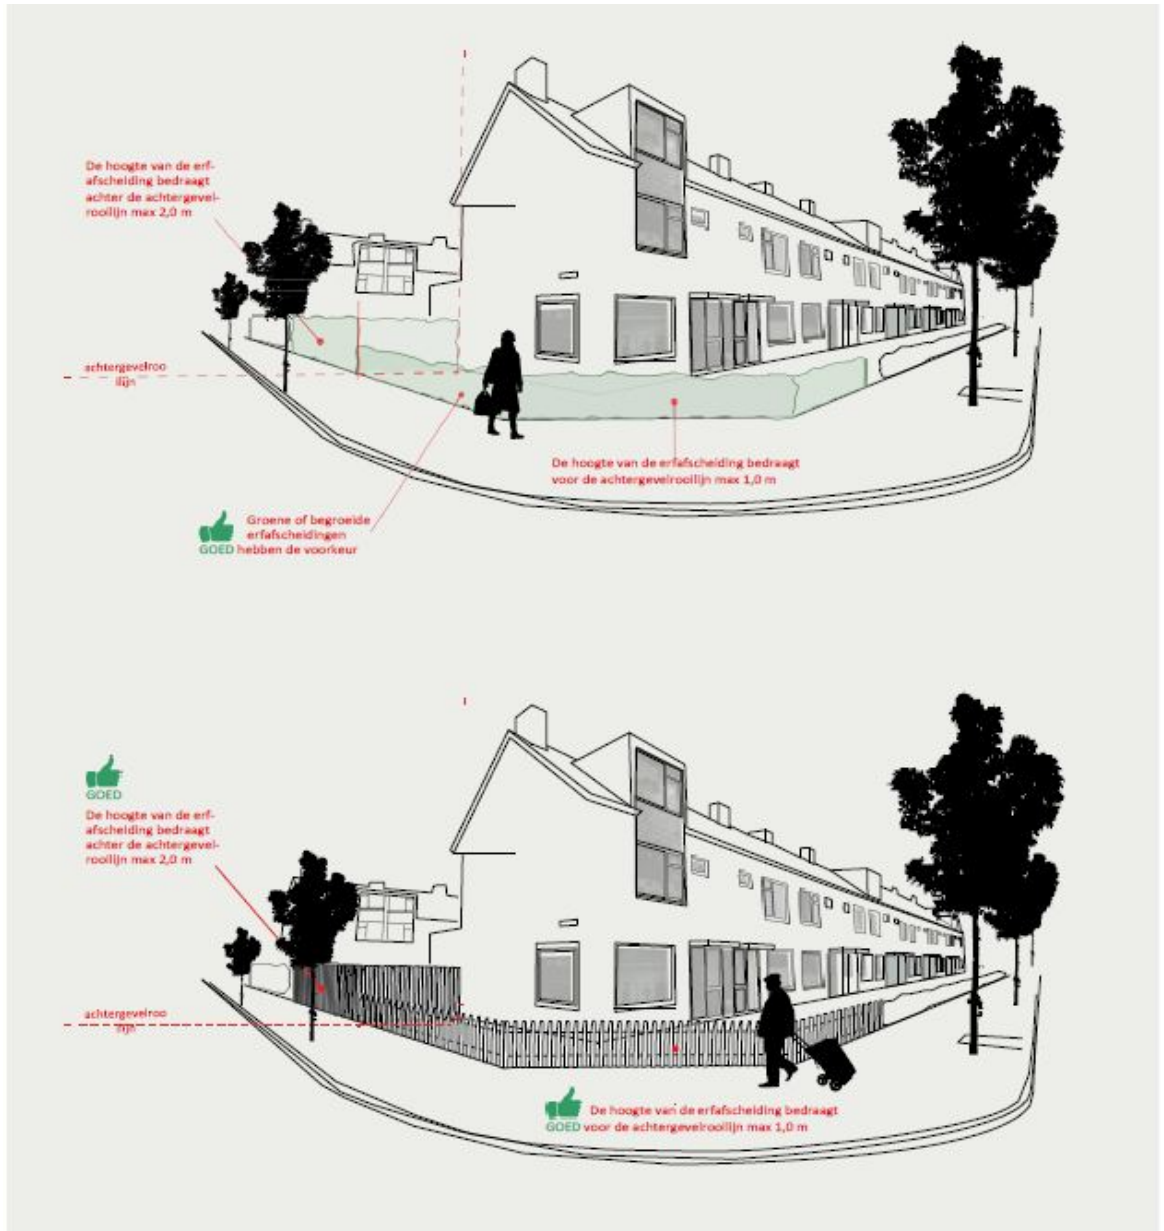 De hoogte van de erf-
afscheiding bedraagt
achter de achtergevel-
rooilijn max 2,0 m
achtergevelroo
ilijn
De hoogte van de erfafscheiding bedraagt
voor de achtergevelrooilijn max 1,0 m
Groene of begroeide
erfafscheidingen
GOED hebben de voorkeur
GOED
De hoogte van de erf-
afscheiding bedraagt
achter de achtergevel-
rooilijn max 2,0 m
achtergevelroo
ilijn
De hoogte van de erfafscheiding bedraagt
GOED voor de achtergevelrooilijn max 1,0 m